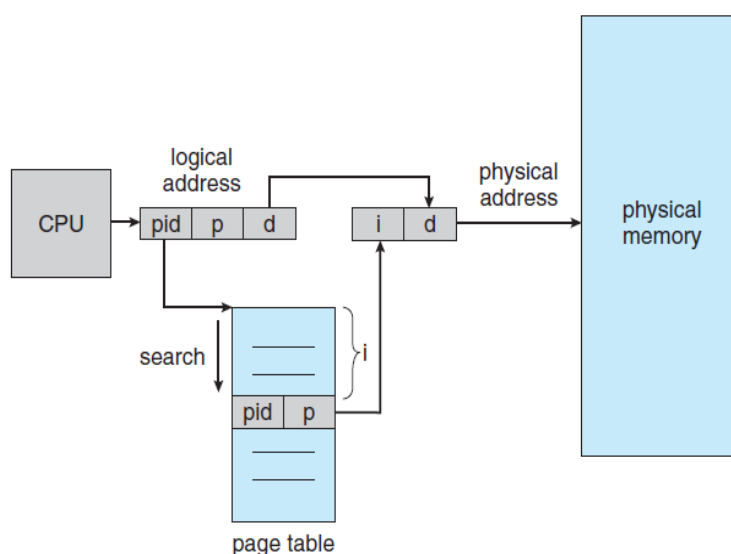 logical
address
physical
address
CPU
pid p d
i d
physical
memory
search
i
pid p
page table